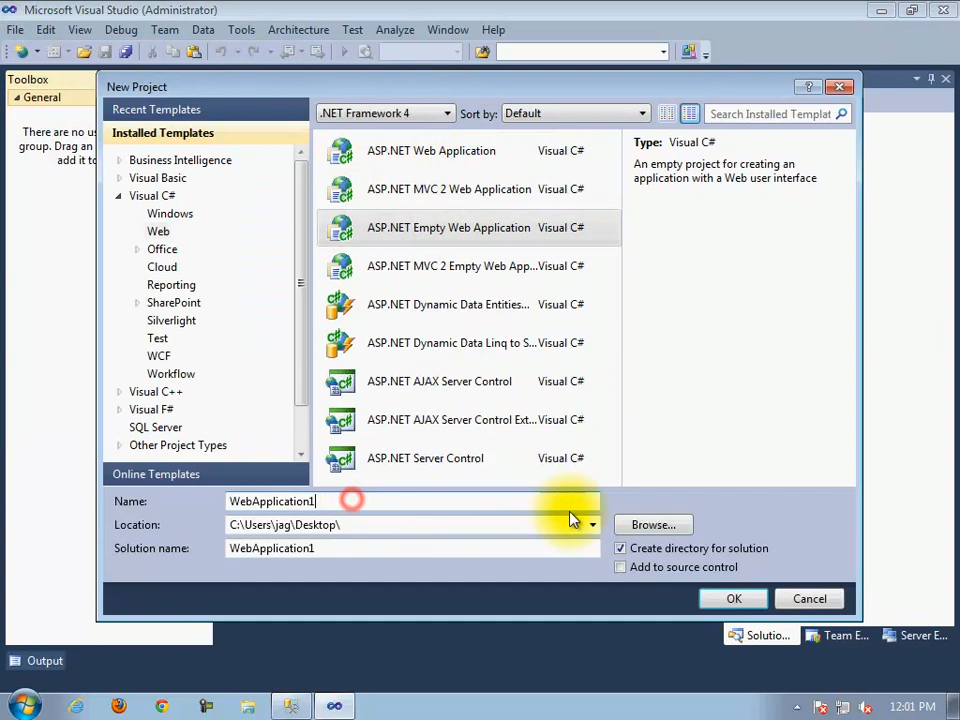 Microsoft Visual Studio (Administrator)
File Edit View Debug Team Data Tools Architecture Test Analyze Window Help
Toolbox
General
There are no us
group. Drag an
add it to
New Project
Recent Templates
Installed Templates
Business Intelligence
Visual Basic
Visual C#
Windows
Web
Office
Cloud
Reporting
SharePoint
Silverlight
Test
WCF
Workflow
Visual C++
Visual F#
SQL Server
Other Project Types
Online Templates
.NET Framework 4
Sort by: Default
Search Installed Templat
ASP.NET Web Application Visual C#
ASP.NET MVC 2 Web Application Visual C#
ASP.NET Empty Web Application Visual C#
ASP.NET MVC 2 Empty Web App... Visual C#
ASP.NET Dynamic Data Entities... Visual C#
ASP.NET Dynamic Data Linq to S... Visual C#
ASP.NET AJAX Server Control Visual C#
ASP.NET AJAX Server Control Ext... Visual C#
ASP.NET Server Control Visual C#
Type: Visual C#
An empty project for creating an
application with a Web user interface
Name: WebApplication1
Location: C:\Users\jag\Desktop\
Browse...
Solution name: WebApplication1
Create directory for solution
Add to source control
OK Cancel
Solutio... Team E... Server E...
Output
12:01 PM